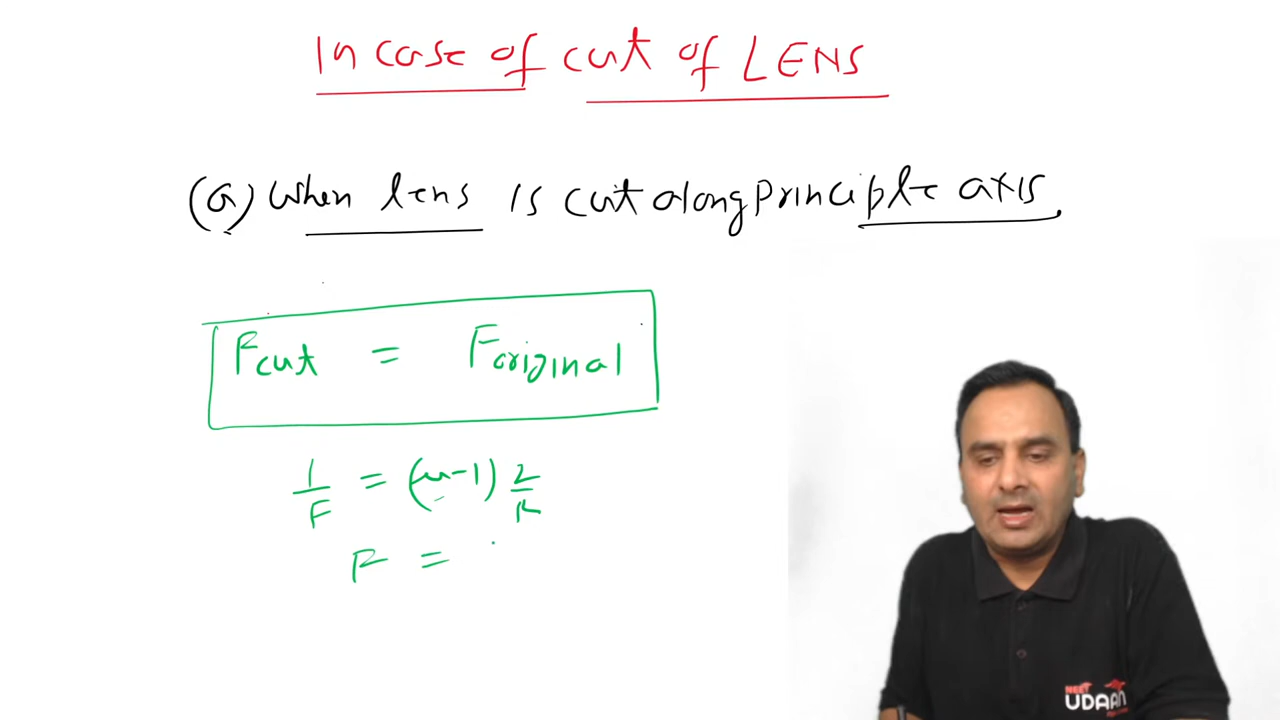 In case of cut of LENS
(a) When lens is cut along principle axis
Fcut = Foriginal
1/F = (μ-1) 2/R
F =
NEET
UDAAN